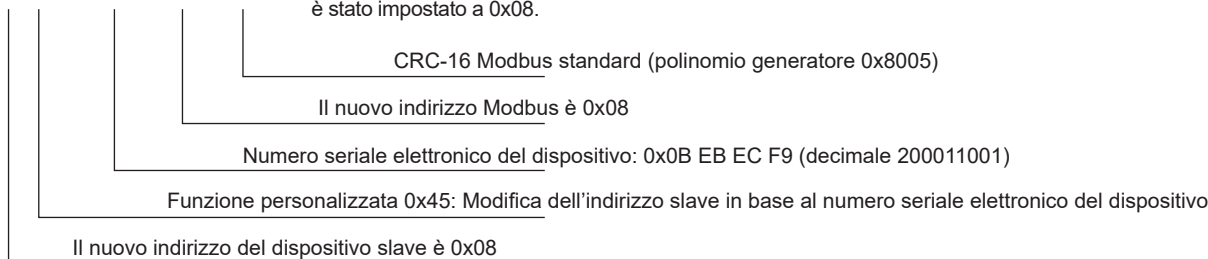 è stato impostato a 0x08.
CRC-16 Modbus standard (polinomio generatore 0x8005)
Il nuovo indirizzo Modbus è 0x08
Numero seriale elettronico del dispositivo: 0x0B EB EC F9 (decimale 200011001)
Funzione personalizzata 0x45: Modifica dell'indirizzo slave in base al numero seriale elettronico del dispositivo
Il nuovo indirizzo del dispositivo slave è 0x08